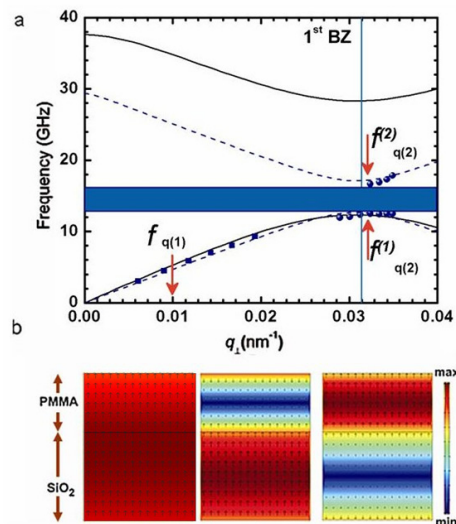 a
1st BZ
40
30
20
10
0
Frequency (GHz)
f q(1)
f(2) q(2)
f(1) q(2)
0.00
0.01
0.02
0.03
0.04
q⊥(nm-1)
b
PMMA
SiO2
max
min